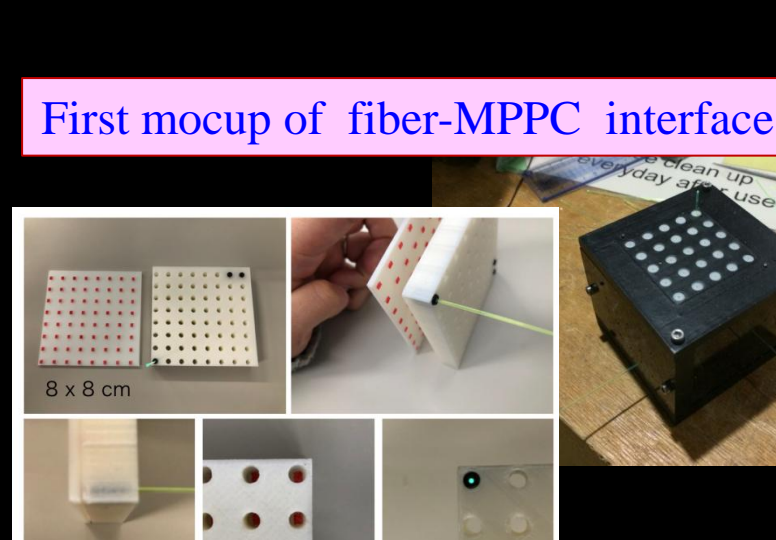 First mocup of fiber-MPPC interface
e clean up
everyday after use
8 x 8 cm